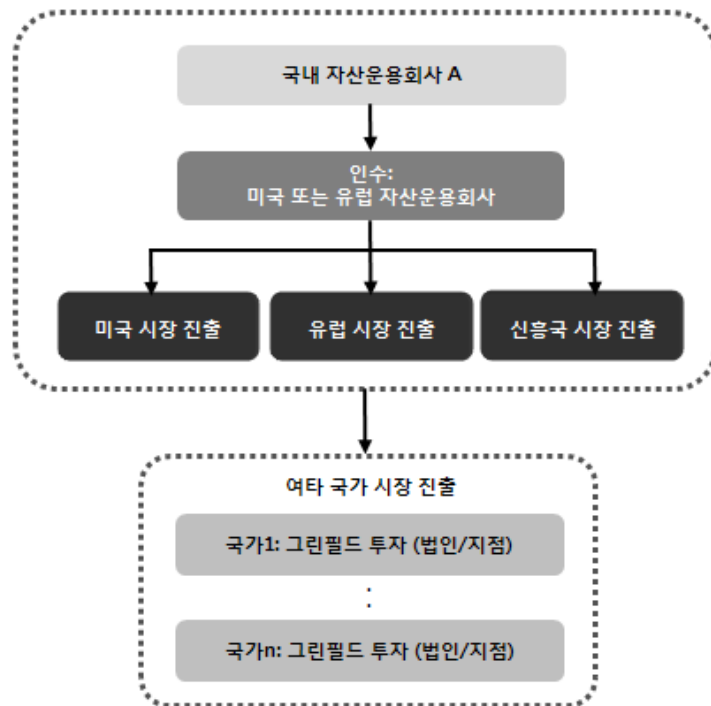 국내 자산운용회사 A
인수:
미국 또는 유럽 자산운용회사
미국 시장 진출
유럽 시장 진출
신흥국 시장 진출
여타 국가 시장 진출
국가1: 그린필드 투자 (법인/지점)
:
국가n: 그린필드 투자 (법인/지점)